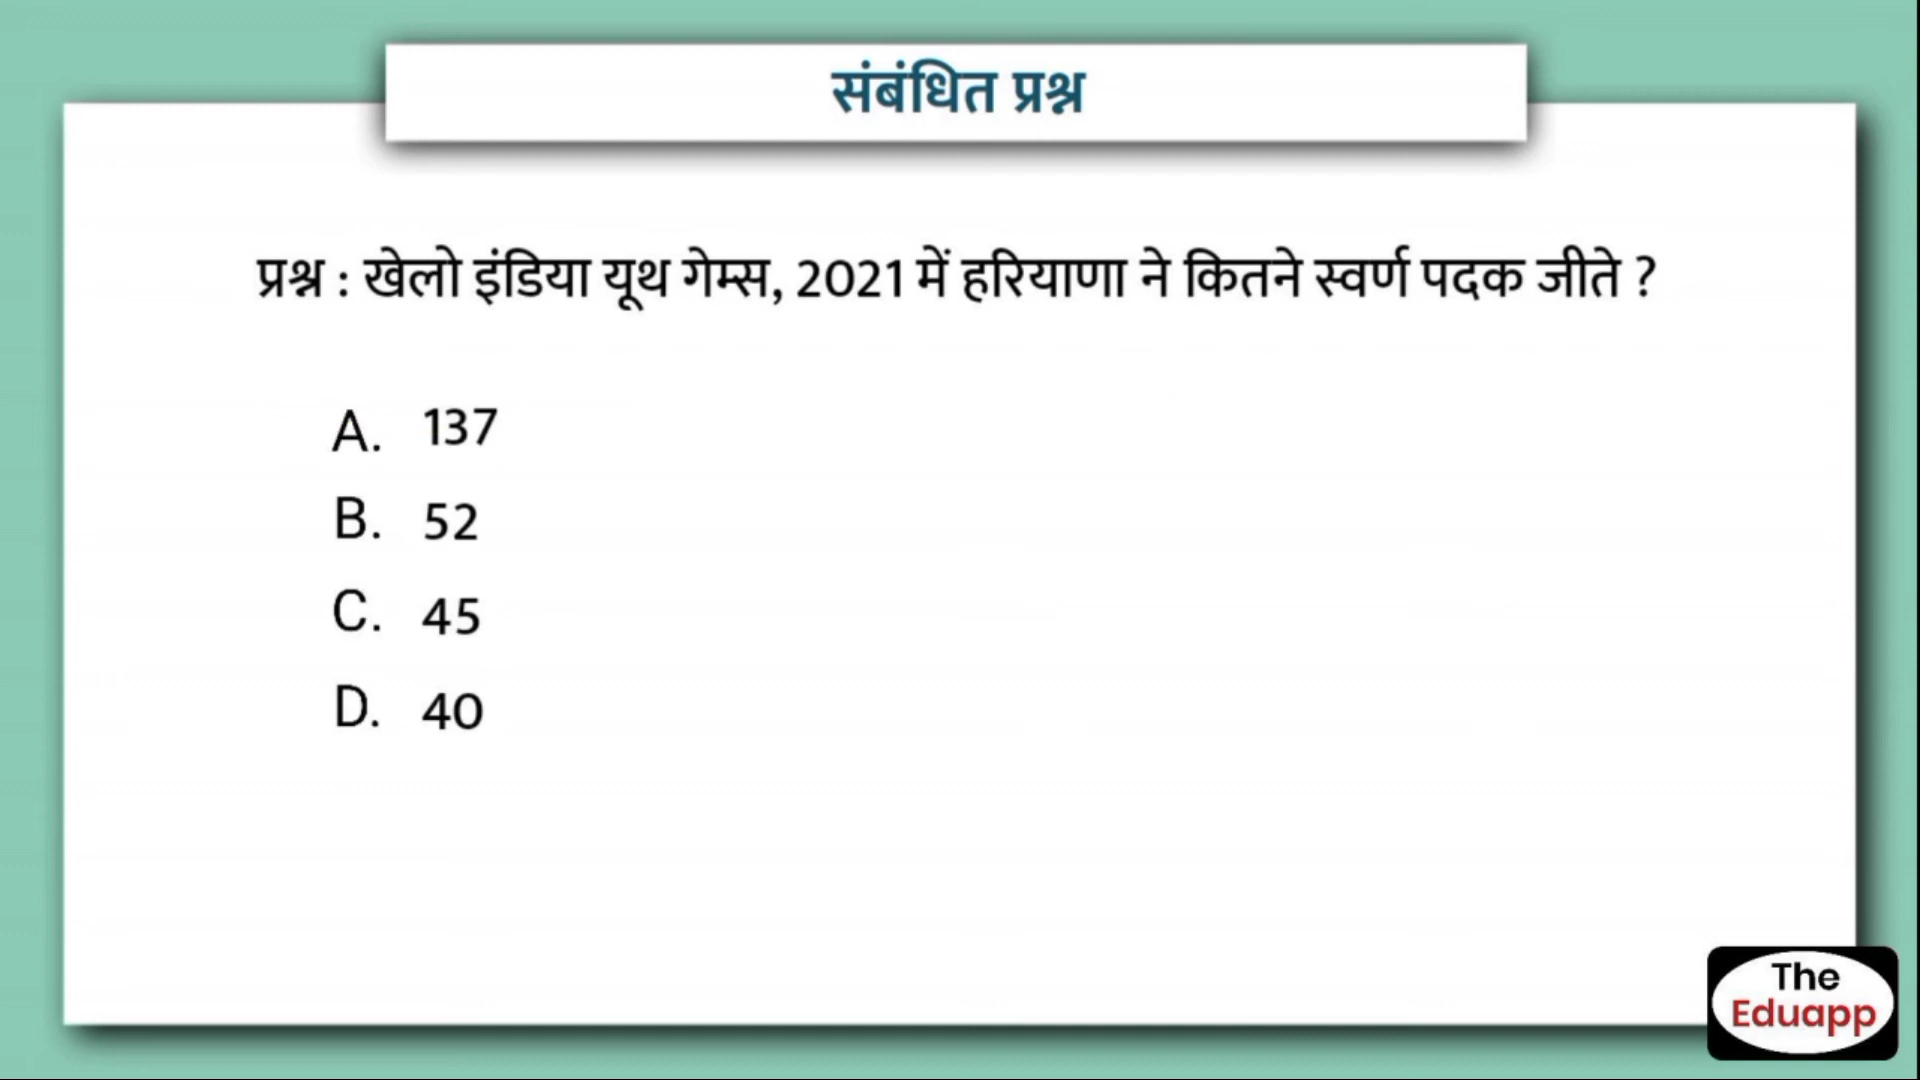 संबंधित प्रश्न
प्रश्न : खेलो इंडिया यूथ गेम्स, 2021 में हरियाणा ने कितने स्वर्ण पदक जीते ?
A. 137
B. 52
C. 45
D. 40
The
Eduapp